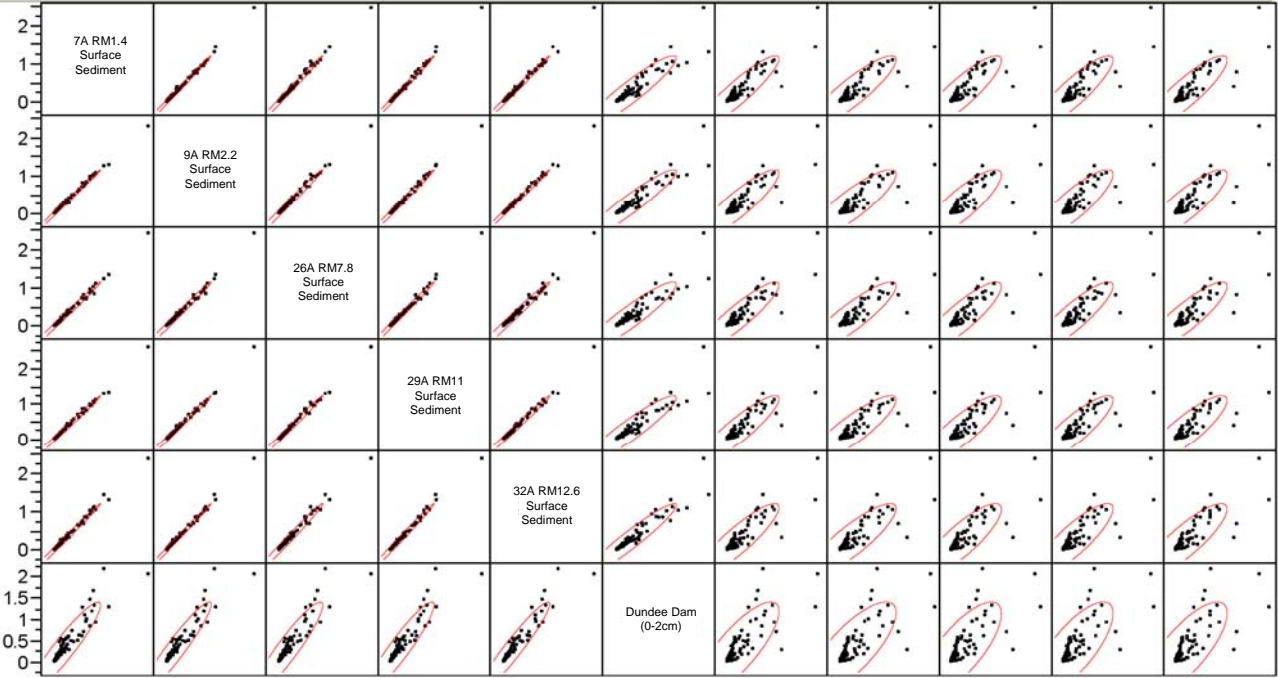 2
1
0
7A RM1.4
Surface
Sediment
2
1
0
9A RM2.2
Surface
Sediment
2
1
0
26A RM7.8
Surface
Sediment
2
1
0
29A RM11
Surface
Sediment
2
1
0
32A RM12.6
Surface
Sediment
2
1.5
1
0.5
0
Dundee Dam
(0-2cm)